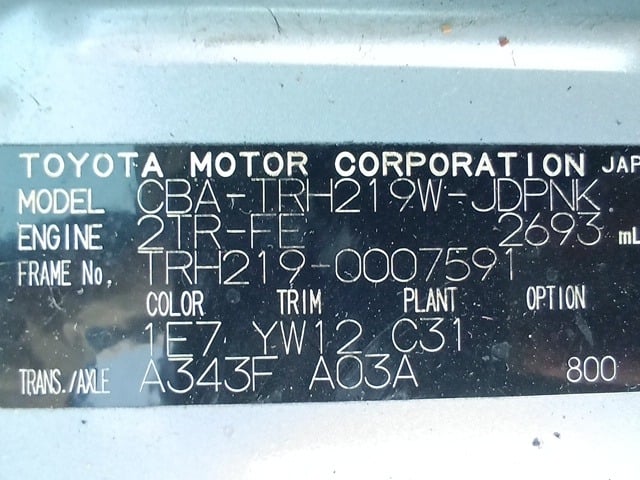 TOYOTA MOTOR CORPORATION JAP
MODEL CBA-TRH219W-JDPNK
ENGINE 2TR-FE 2693 mL
FRAME No. TRH219-0007591
COLOR TRIM PLANT OPTION
1E7 YW12 C31
TRANS./AXLE A343F A03A 800